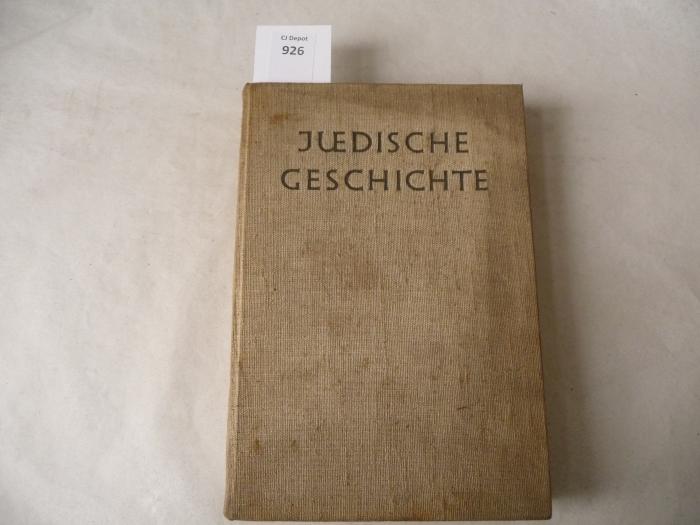 CJ Depot
926
JUEDISCHE
GESCHICHTE